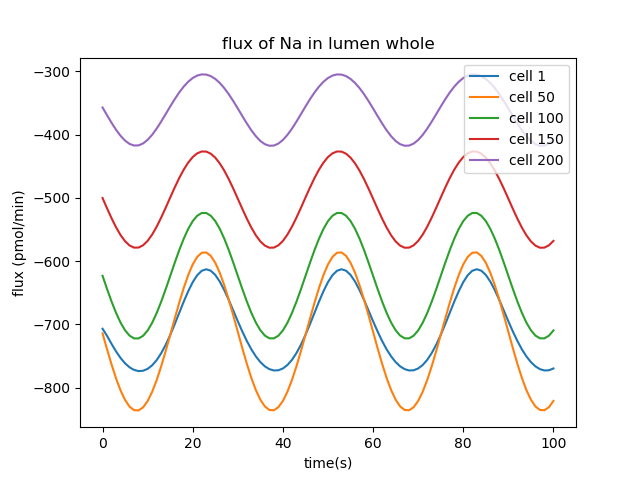 flux of Na in lumen whole
cell 1
cell 50
cell 100
cell 150
cell 200
flux (pmol/min)
−300
−400
−500
−600
−700
−800
0 20 40 60 80 100
time(s)